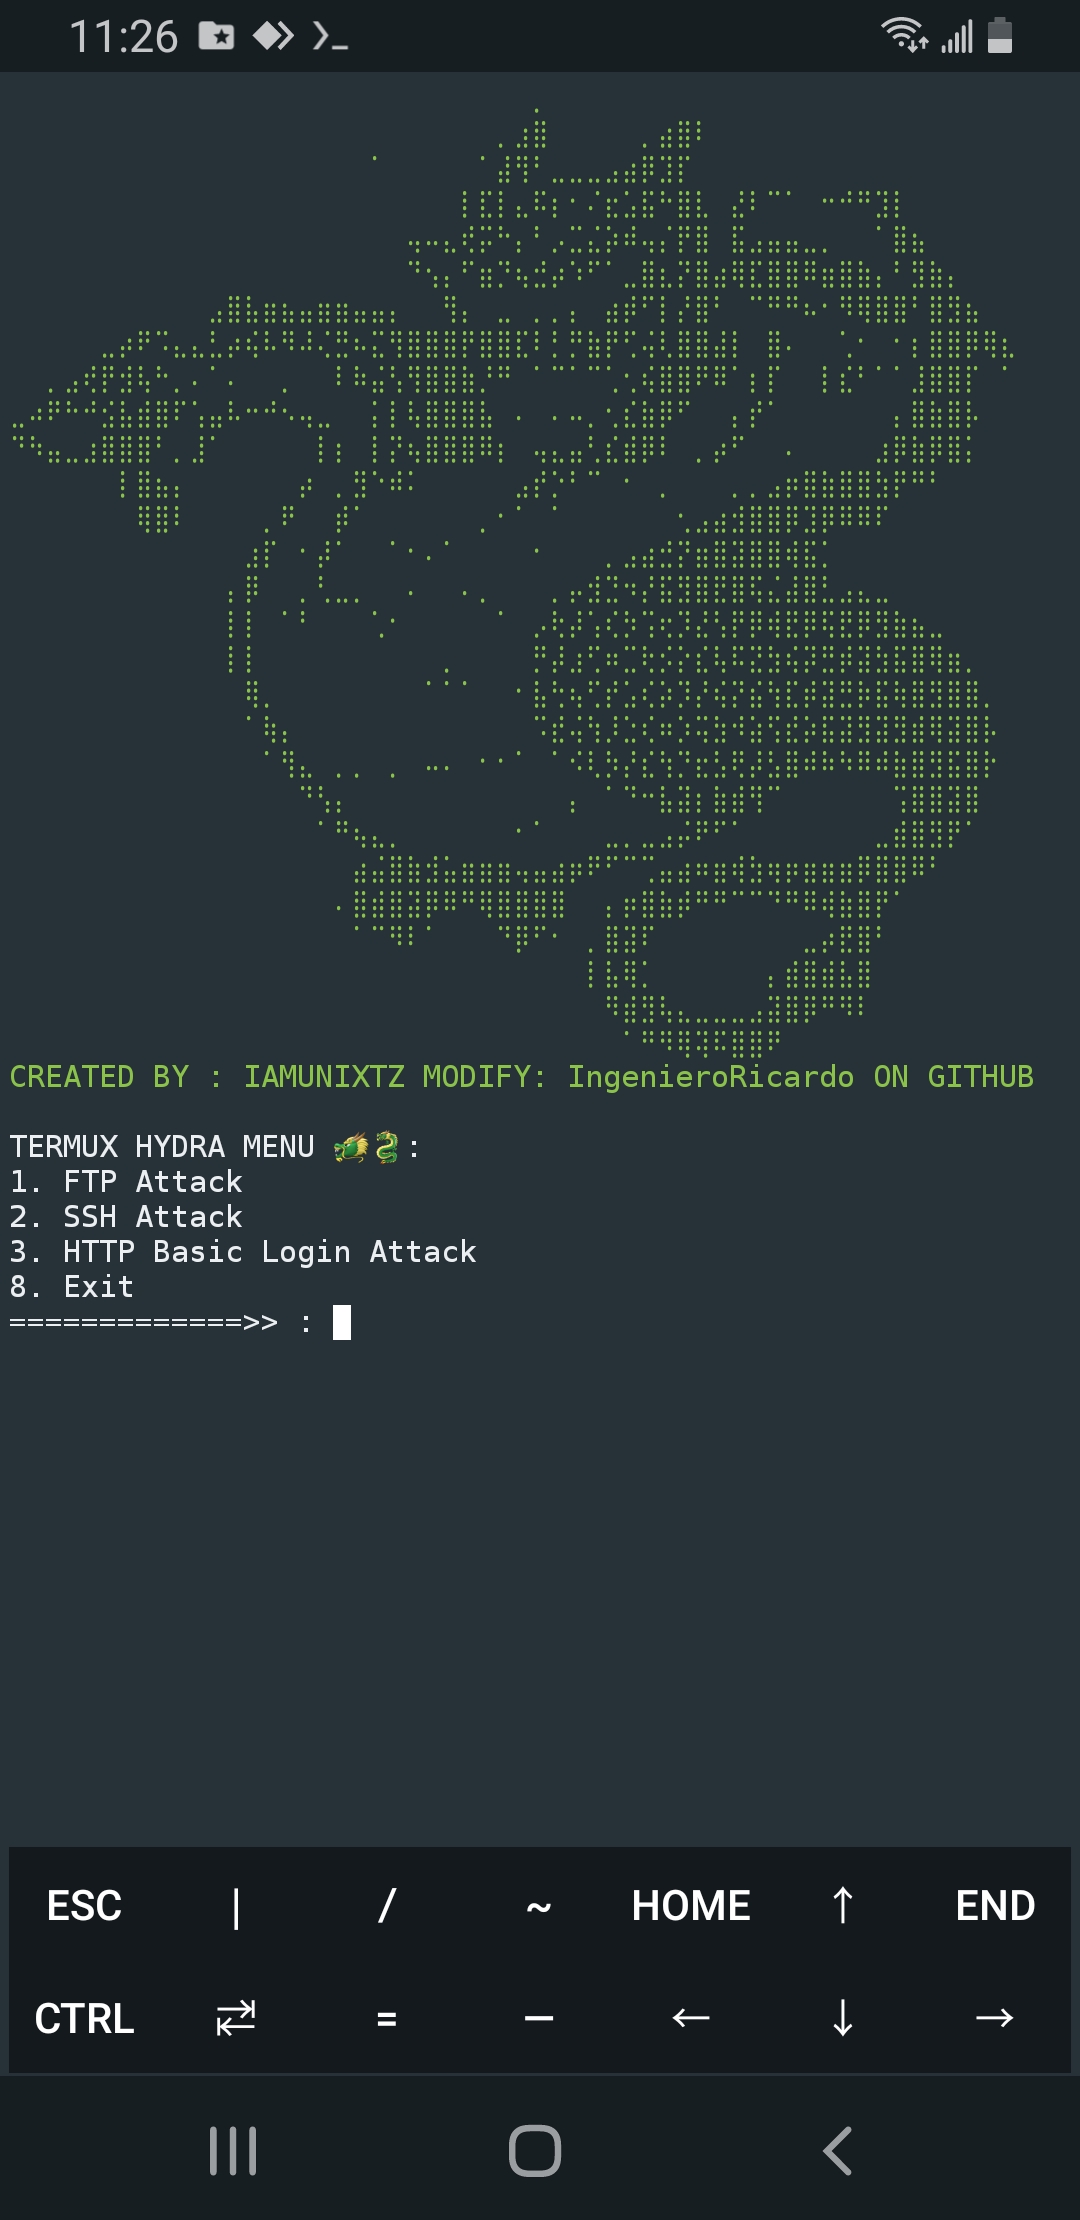 11:26
CREATED BY : IAMUNIXTZ MODIFY: IngenieroRicardo ON GITHUB
TERMUX HYDRA MENU 🐲🐉:
1. FTP Attack
2. SSH Attack
3. HTTP Basic Login Attack
8. Exit
=============>> :
ESC | / ~ HOME ↑ END
CTRL ⇄ = − ← ↓ →